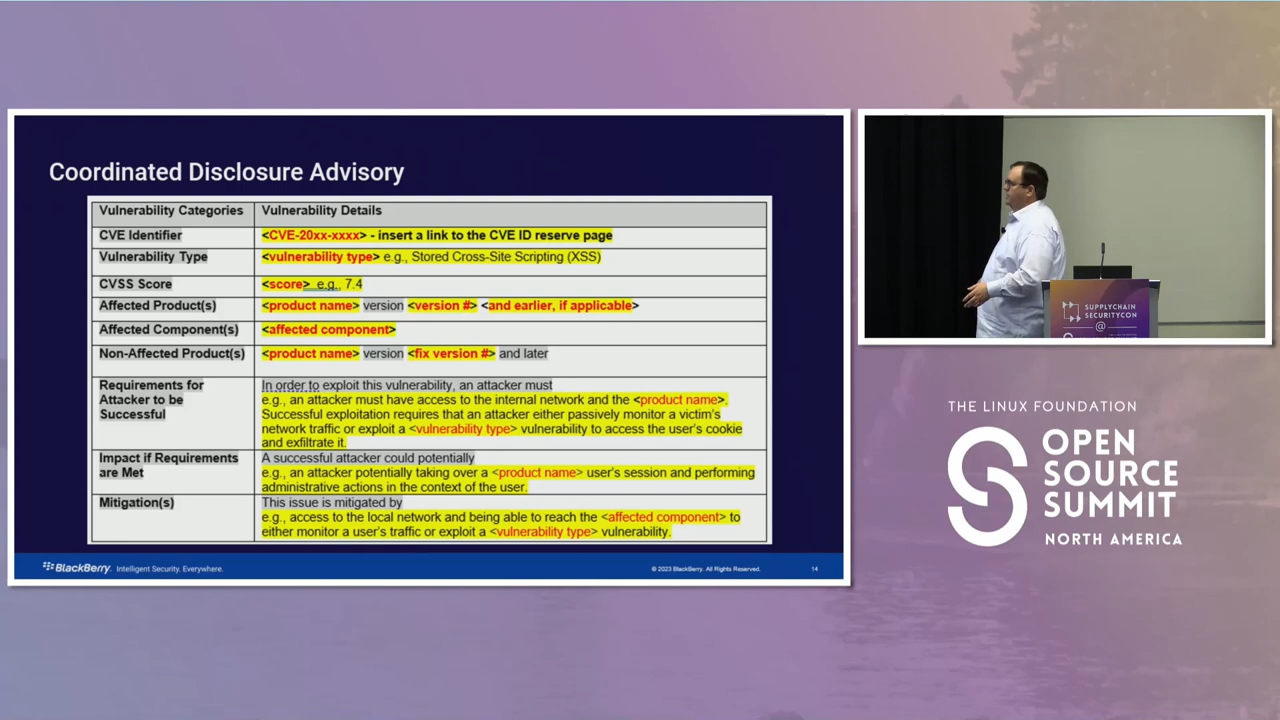 Coordinated Disclosure Advisory
Vulnerability Categories
Vulnerability Details
CVE Identifier
<CVE-20xx-xxxx> - insert a link to the CVE ID reserve page
Vulnerability Type
<vulnerability type> e.g., Stored Cross-Site Scripting (XSS)
CVSS Score
<score> e.g., 7.4
Affected Product(s)
<product name> version <version #> <and earlier, if applicable>
Affected Component(s)
<affected component>
Non-Affected Product(s)
<product name> version <fix version #> and later
Requirements for
Attacker to be
Successful
In order to exploit this vulnerability, an attacker must
e.g., an attacker must have access to the internal network and the <product name>.
Successful exploitation requires that an attacker either passively monitor a victim's
network traffic or exploit a <vulnerability type> vulnerability to access the user's cookie
and exfiltrate it.
Impact if Requirements
are Met
A successful attacker could potentially
e.g., an attacker potentially taking over a <product name> user's session and performing
administrative actions in the context of the user.
Mitigation(s)
This issue is mitigated by
e.g., access to the local network and being able to reach the <affected component> to
either monitor a user's traffic or exploit a <vulnerability type> vulnerability.
BlackBerry. Intelligent Security. Everywhere.
© 2023 BlackBerry. All Rights Reserved.
14
SUPPLYCHAIN
SECURITYCON
@
THE LINUX FOUNDATION
OPEN
SOURCE
SUMMIT
NORTH AMERICA